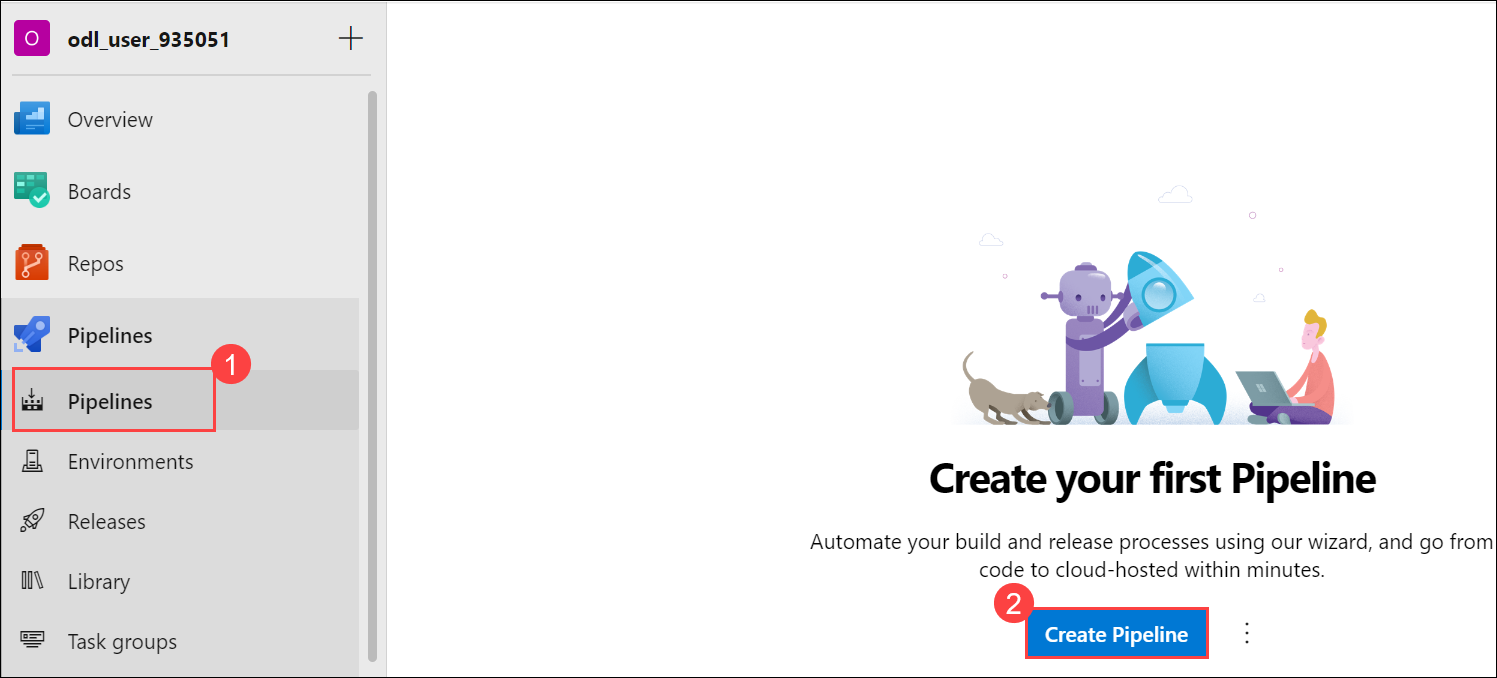 O odl_user_935051
Overview
Boards
Repos
Pipelines
1
Pipelines
Environments
Releases
Library
Task groups
Create your first Pipeline
Automate your build and release processes using our wizard, and go from
code to cloud-hosted within minutes.
2
Create Pipeline